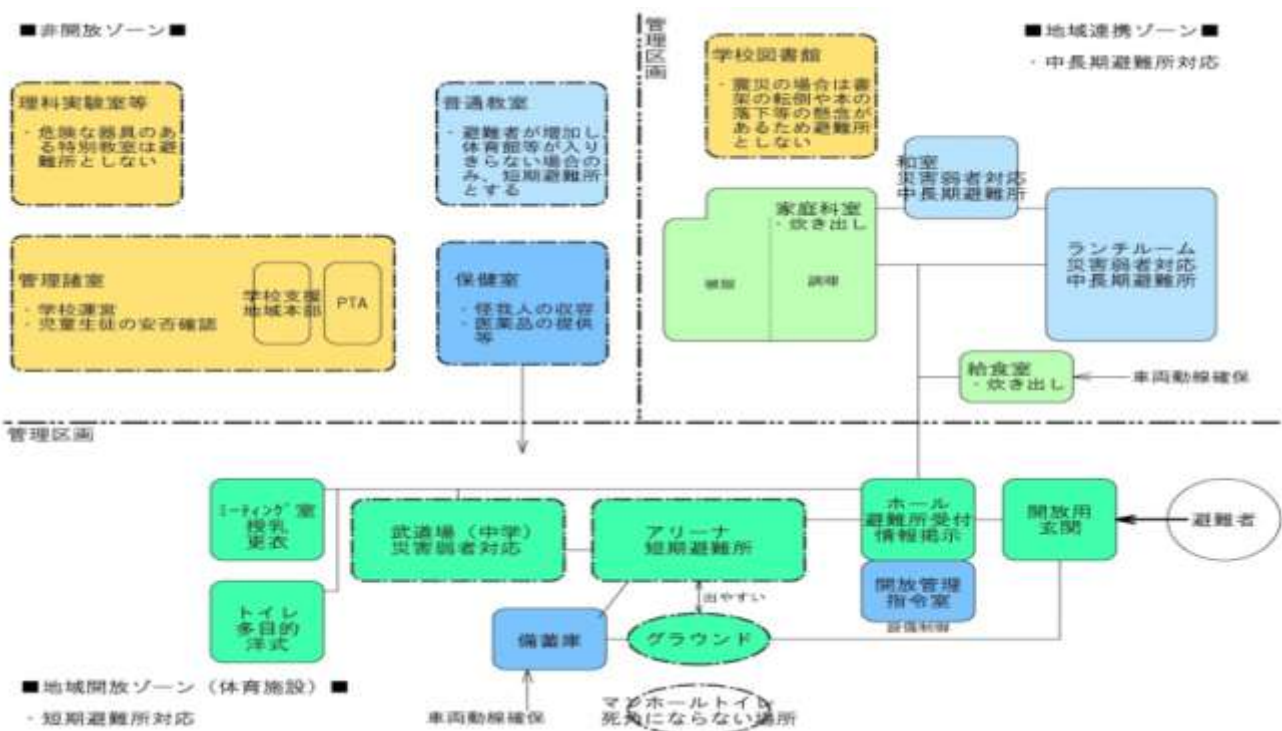 ■非開放ゾーン■
理科実験室等
・危険な器具のあ
る特別教室は避
難所としない
普通教室
・避難者が増加し
体育館等が入り
きらない場合の
み、短期避難所
とする
管理諸室
・学校運営
・児童生徒の安否確認
学校支援
地域本部
PTA
保健室
・怪我人の収容
・医薬品の提供
等
管理区画
学校図書館
・震災の場合は書
架の転倒や本の
落下等の懸念が
あるため避難所
としない
■地域連携ゾーン■
・中長期避難所対応
和室
災害弱者対応
中長期避難所
家庭科室
・炊き出し
調理
ランチルーム
災害弱者対応
中長期避難所
給食室
・炊き出し
車両動線確保
管理区画
ミーティング室
授乳
更衣
武道場（中学）
災害弱者対応
アリーナ
短期避難所
ホール
避難所受付
情報掲示
開放用
玄関
避難者
開放管理
指令室
設備制御
トイレ
多目的
洋式
出やすい
備蓄庫
グラウンド
■地域開放ゾーン（体育施設）■
・短期避難所対応
車両動線確保
マンホールトイレ
死角にならない場所